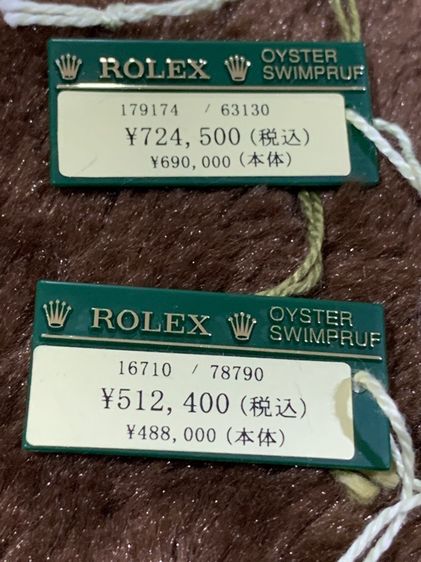 ROLEX
OYSTER
SWIMPRUF
179174 / 63130
¥724,500 (税込)
¥690,000 (本体)
ROLEX
OYSTER
SWIMPRUF
16710 / 78790
¥512,400 (税込)
¥488,000 (本体)